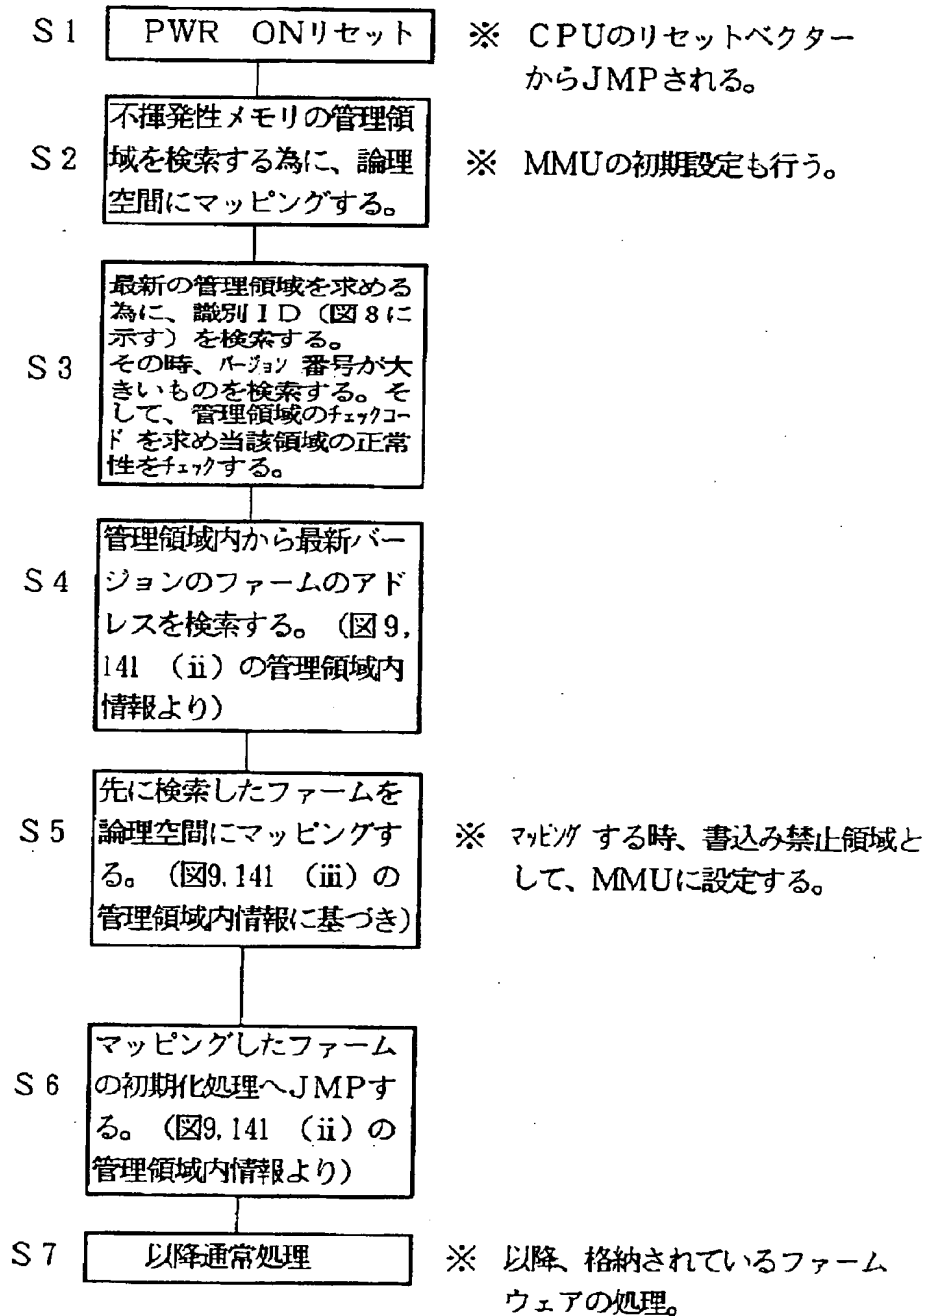 S1 PWR ONリセット ※ CPUのリセットベクター
からJMPされる。
不揮発性メモリの管理領
S2 域を検索する為に、論理 ※ MMUの初期設定も行う。
空間にマッピングする。
最新の管理領域を求める
為に、識別ID（図8に
示す）を検索する。
S3 その時、バージョン 番号が大
きいものを検索する。そ
して、管理領域のチェックコー
ド を求め当該領域の正常
性をチェックする。
管理領域内から最新バー
S4 ジョンのファームのアド
レスを検索する。（図9,
141 （ii）の管理領域内
情報より）
先に検索したファームを
S5 論理空間にマッピングす ※ マッピング する時、書込み禁止領域と
る。（図9,141 （iii）の して、MMUに設定する。
管理領域内情報に基づき）
マッピングしたファーム
S6 の初期化処理へJMPす
る。（図9,141 （ii）の
管理領域内情報より）
S7 以降通常処理 ※ 以降、格納されているファーム
ウェアの処理。